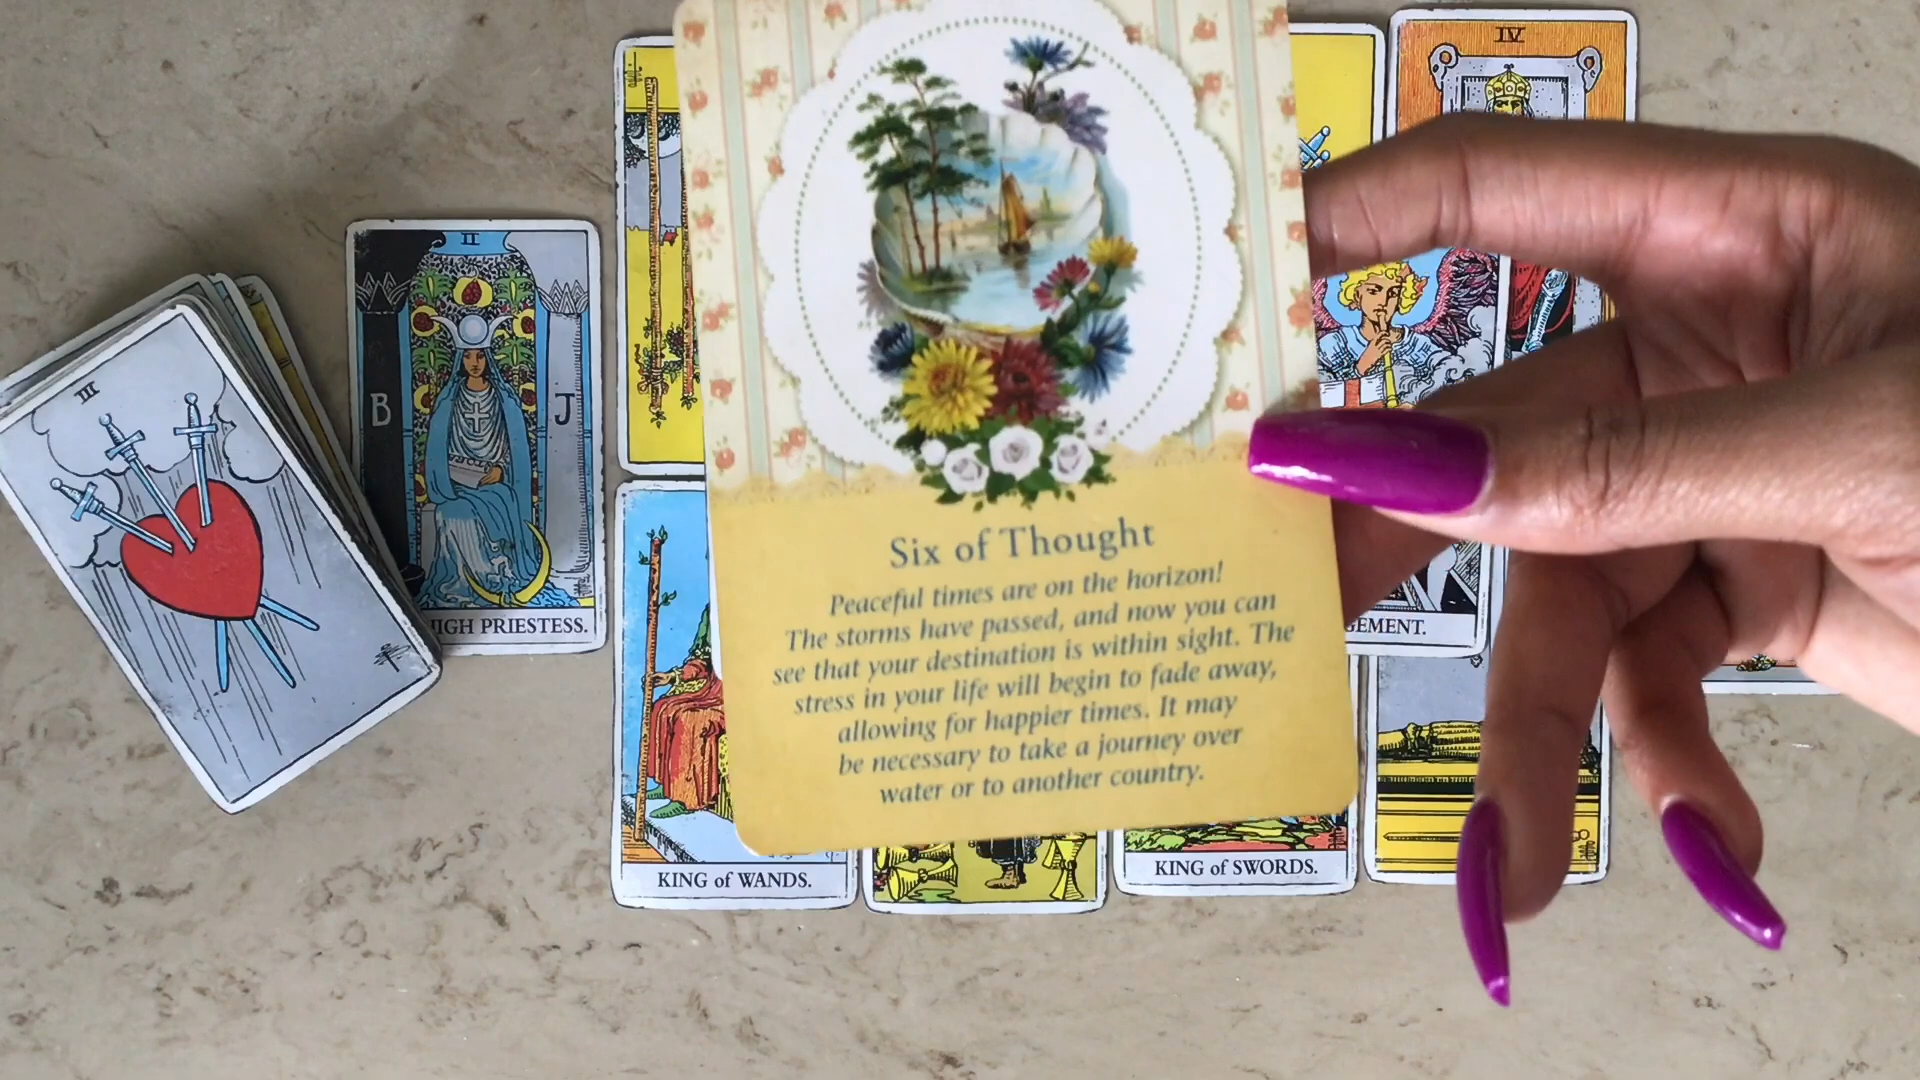 IV
II
III
B
J
HIGH PRIESTESS.
Six of Thought
Peaceful times are on the horizon!
The storms have passed, and now you can
see that your destination is within sight. The
stress in your life will begin to fade away,
allowing for happier times. It may
be necessary to take a journey over
water or to another country.
GEMENT.
KING of WANDS.
KING of SWORDS.